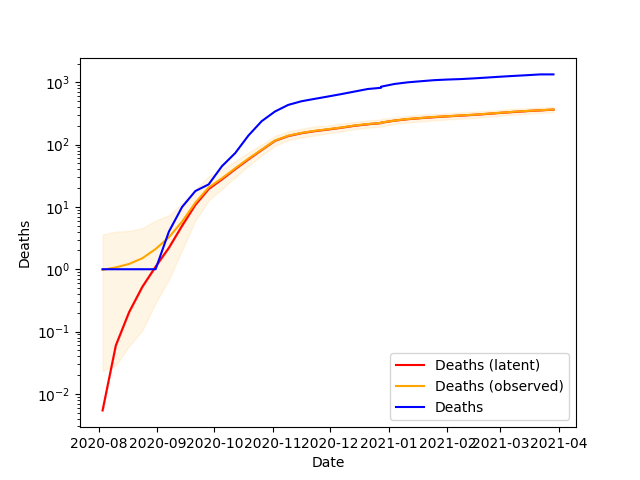 Deaths
10³
10²
10¹
10⁰
10⁻¹
10⁻²
Deaths (latent)
Deaths (observed)
Deaths
2020-08 2020-09 2020-10 2020-11 2020-12 2021-01 2021-02 2021-03 2021-04
Date